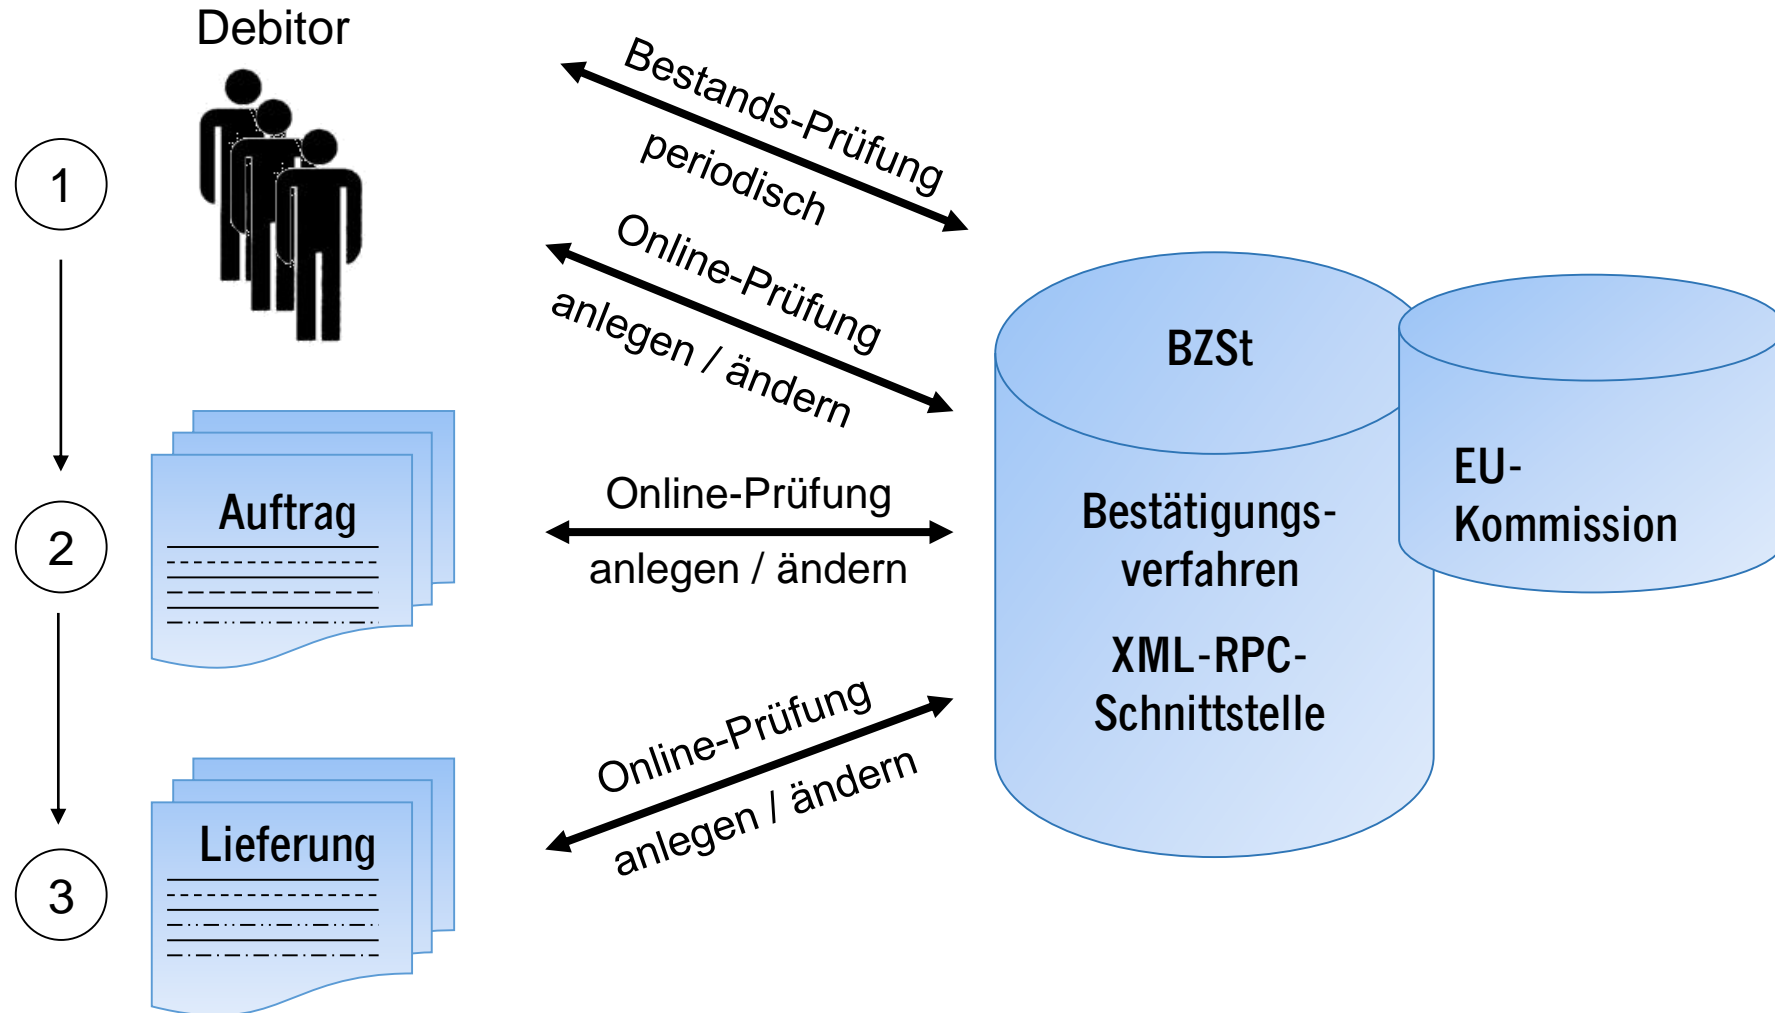 Debitor
1
Bestands-Prüfung
periodisch
Online-Prüfung
anlegen / ändern
2
Auftrag
Online-Prüfung
anlegen / ändern
3
Lieferung
Online-Prüfung
anlegen / ändern
BZSt
Bestätigungs-
verfahren
XML-RPC-
Schnittstelle
EU-
Kommission